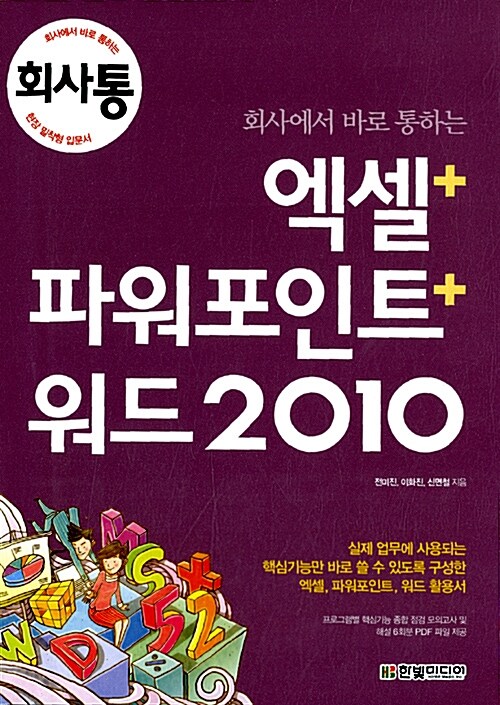 회사에서 바로 통하는
회사통
현장 밀착형 입문서
회사에서 바로 통하는
엑셀+
파워포인트+
워드 2010
전미진, 이화진, 신면철 지음
실제 업무에 사용되는
핵심기능만 바로 쓸 수 있도록 구성한
엑셀, 파워포인트, 워드 활용서
프로그램별 핵심기능 종합 점검 모의고사 및
해설 6회분 PDF 파일 제공
HB 한빛미디어